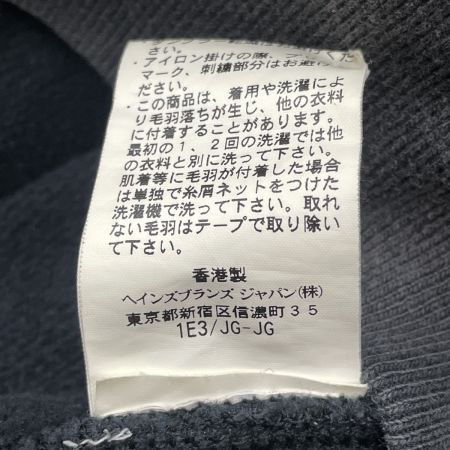 さい。
・アイロン掛けの際、
マーク、刺繍部分はお避け
ださい。
・この商品は、着用や洗濯によ
り毛羽落ちが生じ、他の衣料
に付着することがあります。
最初の1、2回の洗濯では他
の衣料と別に洗って下さい。
肌着等に毛羽が付着した場合
は単独で糸屑ネットをつけた
洗濯機で洗って下さい。取れ
ない毛羽はテープで取り除い
て下さい。
香港製
ヘインズブランズ ジャパン(株)
東京都新宿区信濃町35
1E3/JG-JG